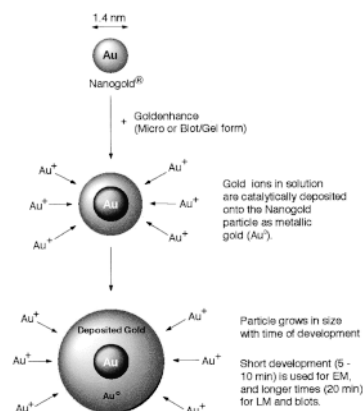 1.4 nm
Au
Nanogold®
+ Goldenhance
(Micro or Blot/Gel form)
Au+ Au+
Au+ Au Au+
Au+ Au+
Gold ions in solution
are catalytically deposited
onto the Nanogold
particle as metallic
gold (Au°).
Deposited Gold
Au+ Au+
Au+ Au Au+
Au+ Au° Au+
Particle grows in size
with time of development
Short development (5 -
10 min) is used for EM,
and longer times (20 min)
for LM and blots.